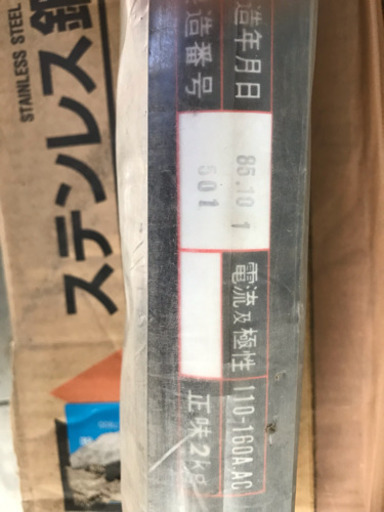 STAINLESS STEEL
ステンレス鋼
造年月日
86.10 1
電流及極性
110-160A.AC
造番号
601
正味2kg